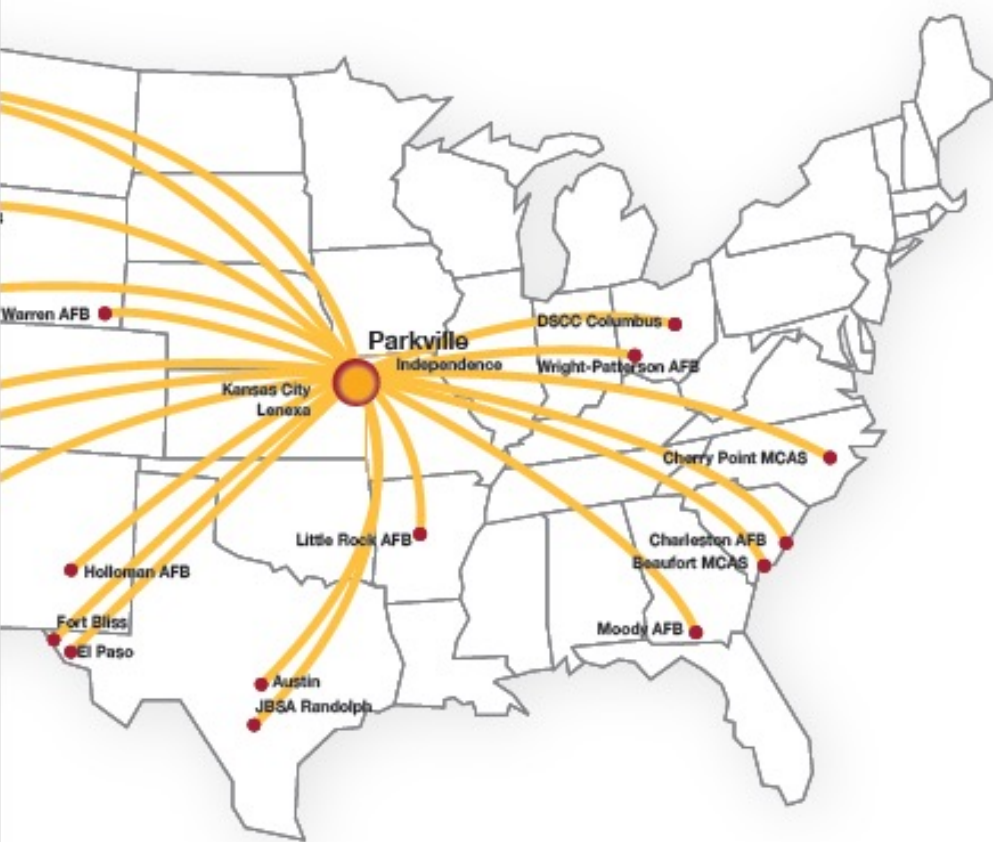 Warren AFB
DSCC Columbus
Parkville
Independence
Wright-Patterson AFB
Kansas City
Lenexa
Cherry Point MCAS
Little Rock AFB
Charleston AFB
Beaufort MCAS
Holloman AFB
Fort Bliss
Moody AFB
El Paso
Austin
JBSA Randolph